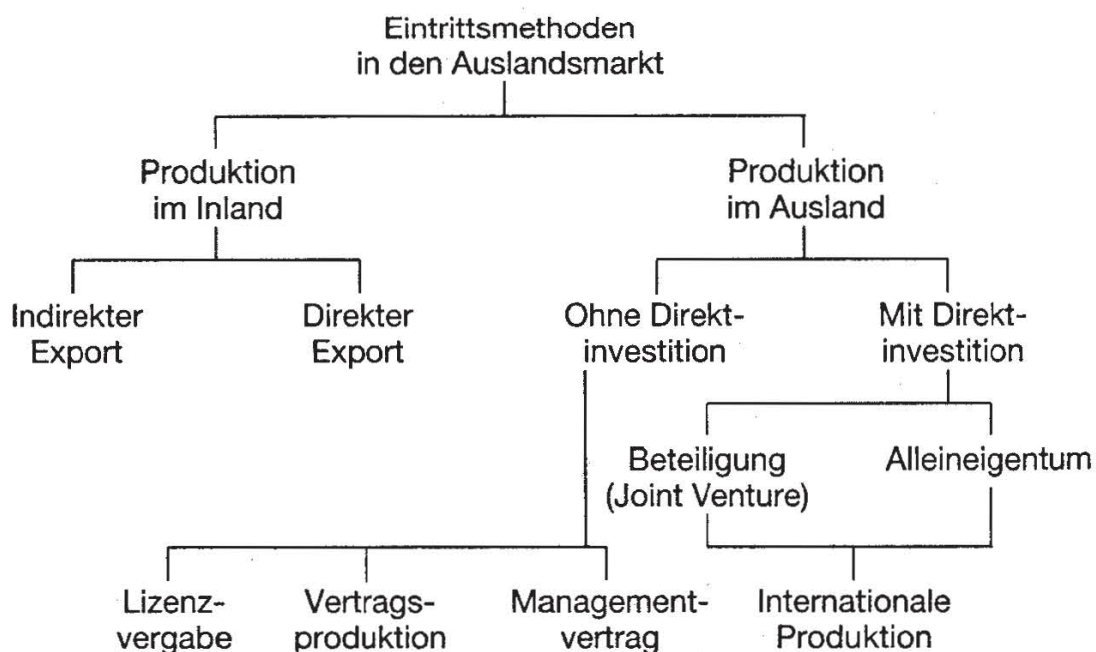 Eintrittsmethoden
in den Auslandsmarkt
Produktion
im Inland
Produktion
im Ausland
Indirekter
Export
Direkter
Export
Ohne Direkt-
investition
Mit Direkt-
investition
Beteiligung
(Joint Venture)
Alleineigentum
Lizenz-
vergabe
Vertrags-
produktion
Management-
vertrag
Internationale
Produktion